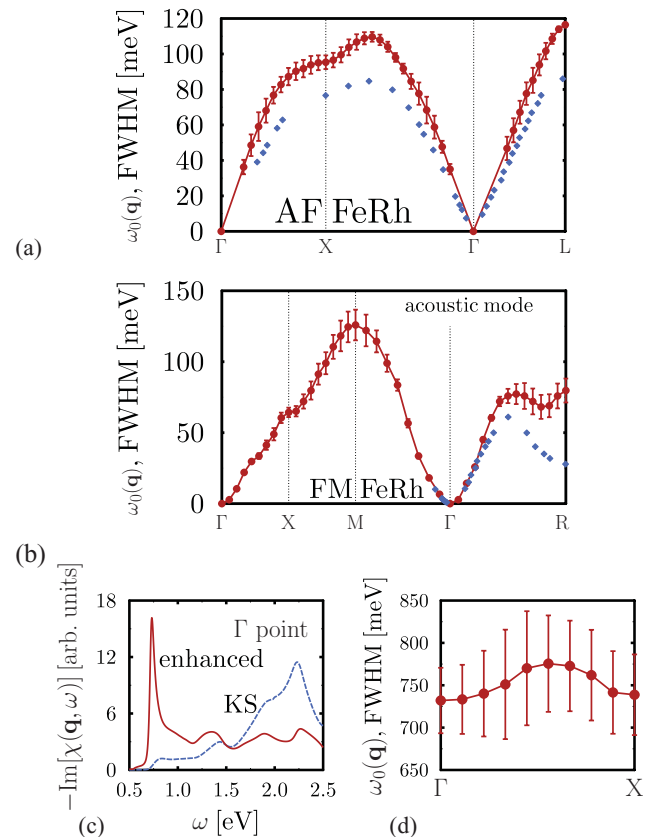 120
100
80
60
40
20
0
ω₀(q), FWHM [meV]
AF FeRh
Γ X Γ L
(a)
150
100
50
0
ω₀(q), FWHM [meV]
acoustic mode
FM FeRh
Γ X M Γ R
(b)
18
12
6
0
−Im[χ(q, ω)] [arb. units]
Γ point
enhanced
KS
0.5 1.0 1.5 2.0 2.5
ω [eV]
(c)
850
800
750
700
650
ω₀(q), FWHM [meV]
Γ X
(d)